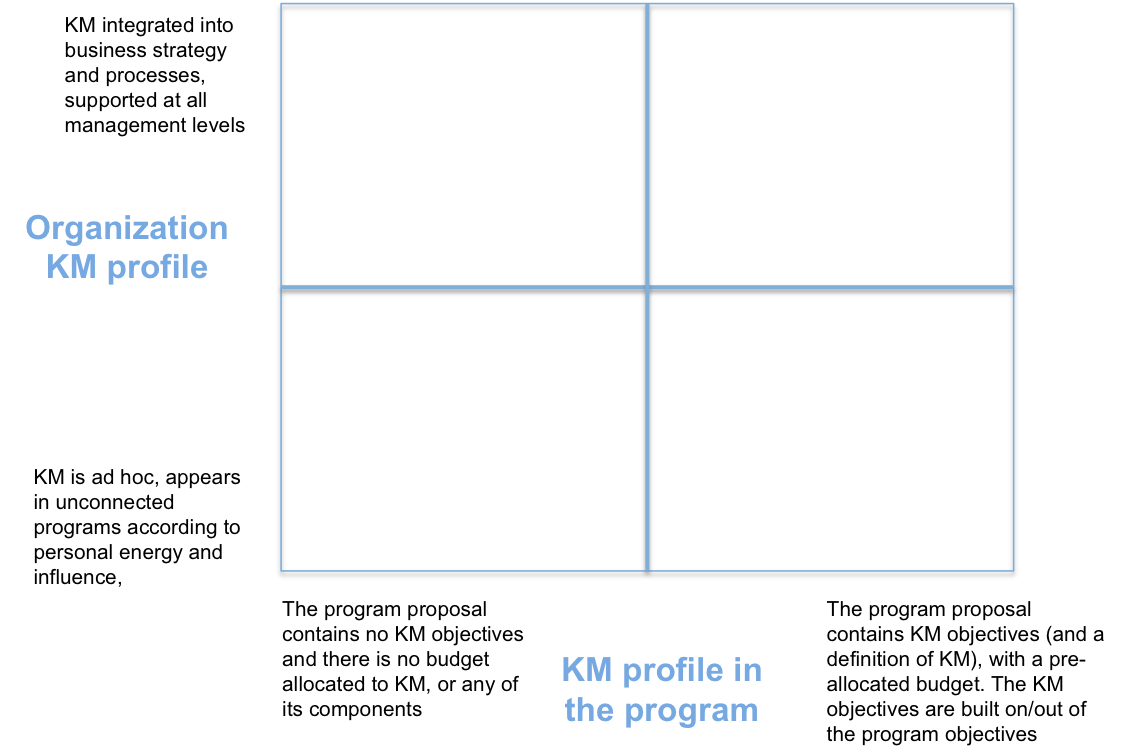 KM integrated into
business strategy
and processes,
supported at all
management levels
Organization
KM profile
KM is ad hoc, appears
in unconnected
programs according to
personal energy and
influence,
The program proposal
contains no KM objectives
and there is no budget
allocated to KM, or any of
its components
KM profile in
the program
The program proposal
contains KM objectives (and a
definition of KM), with a pre-
allocated budget. The KM
objectives are built on/out of
the program objectives